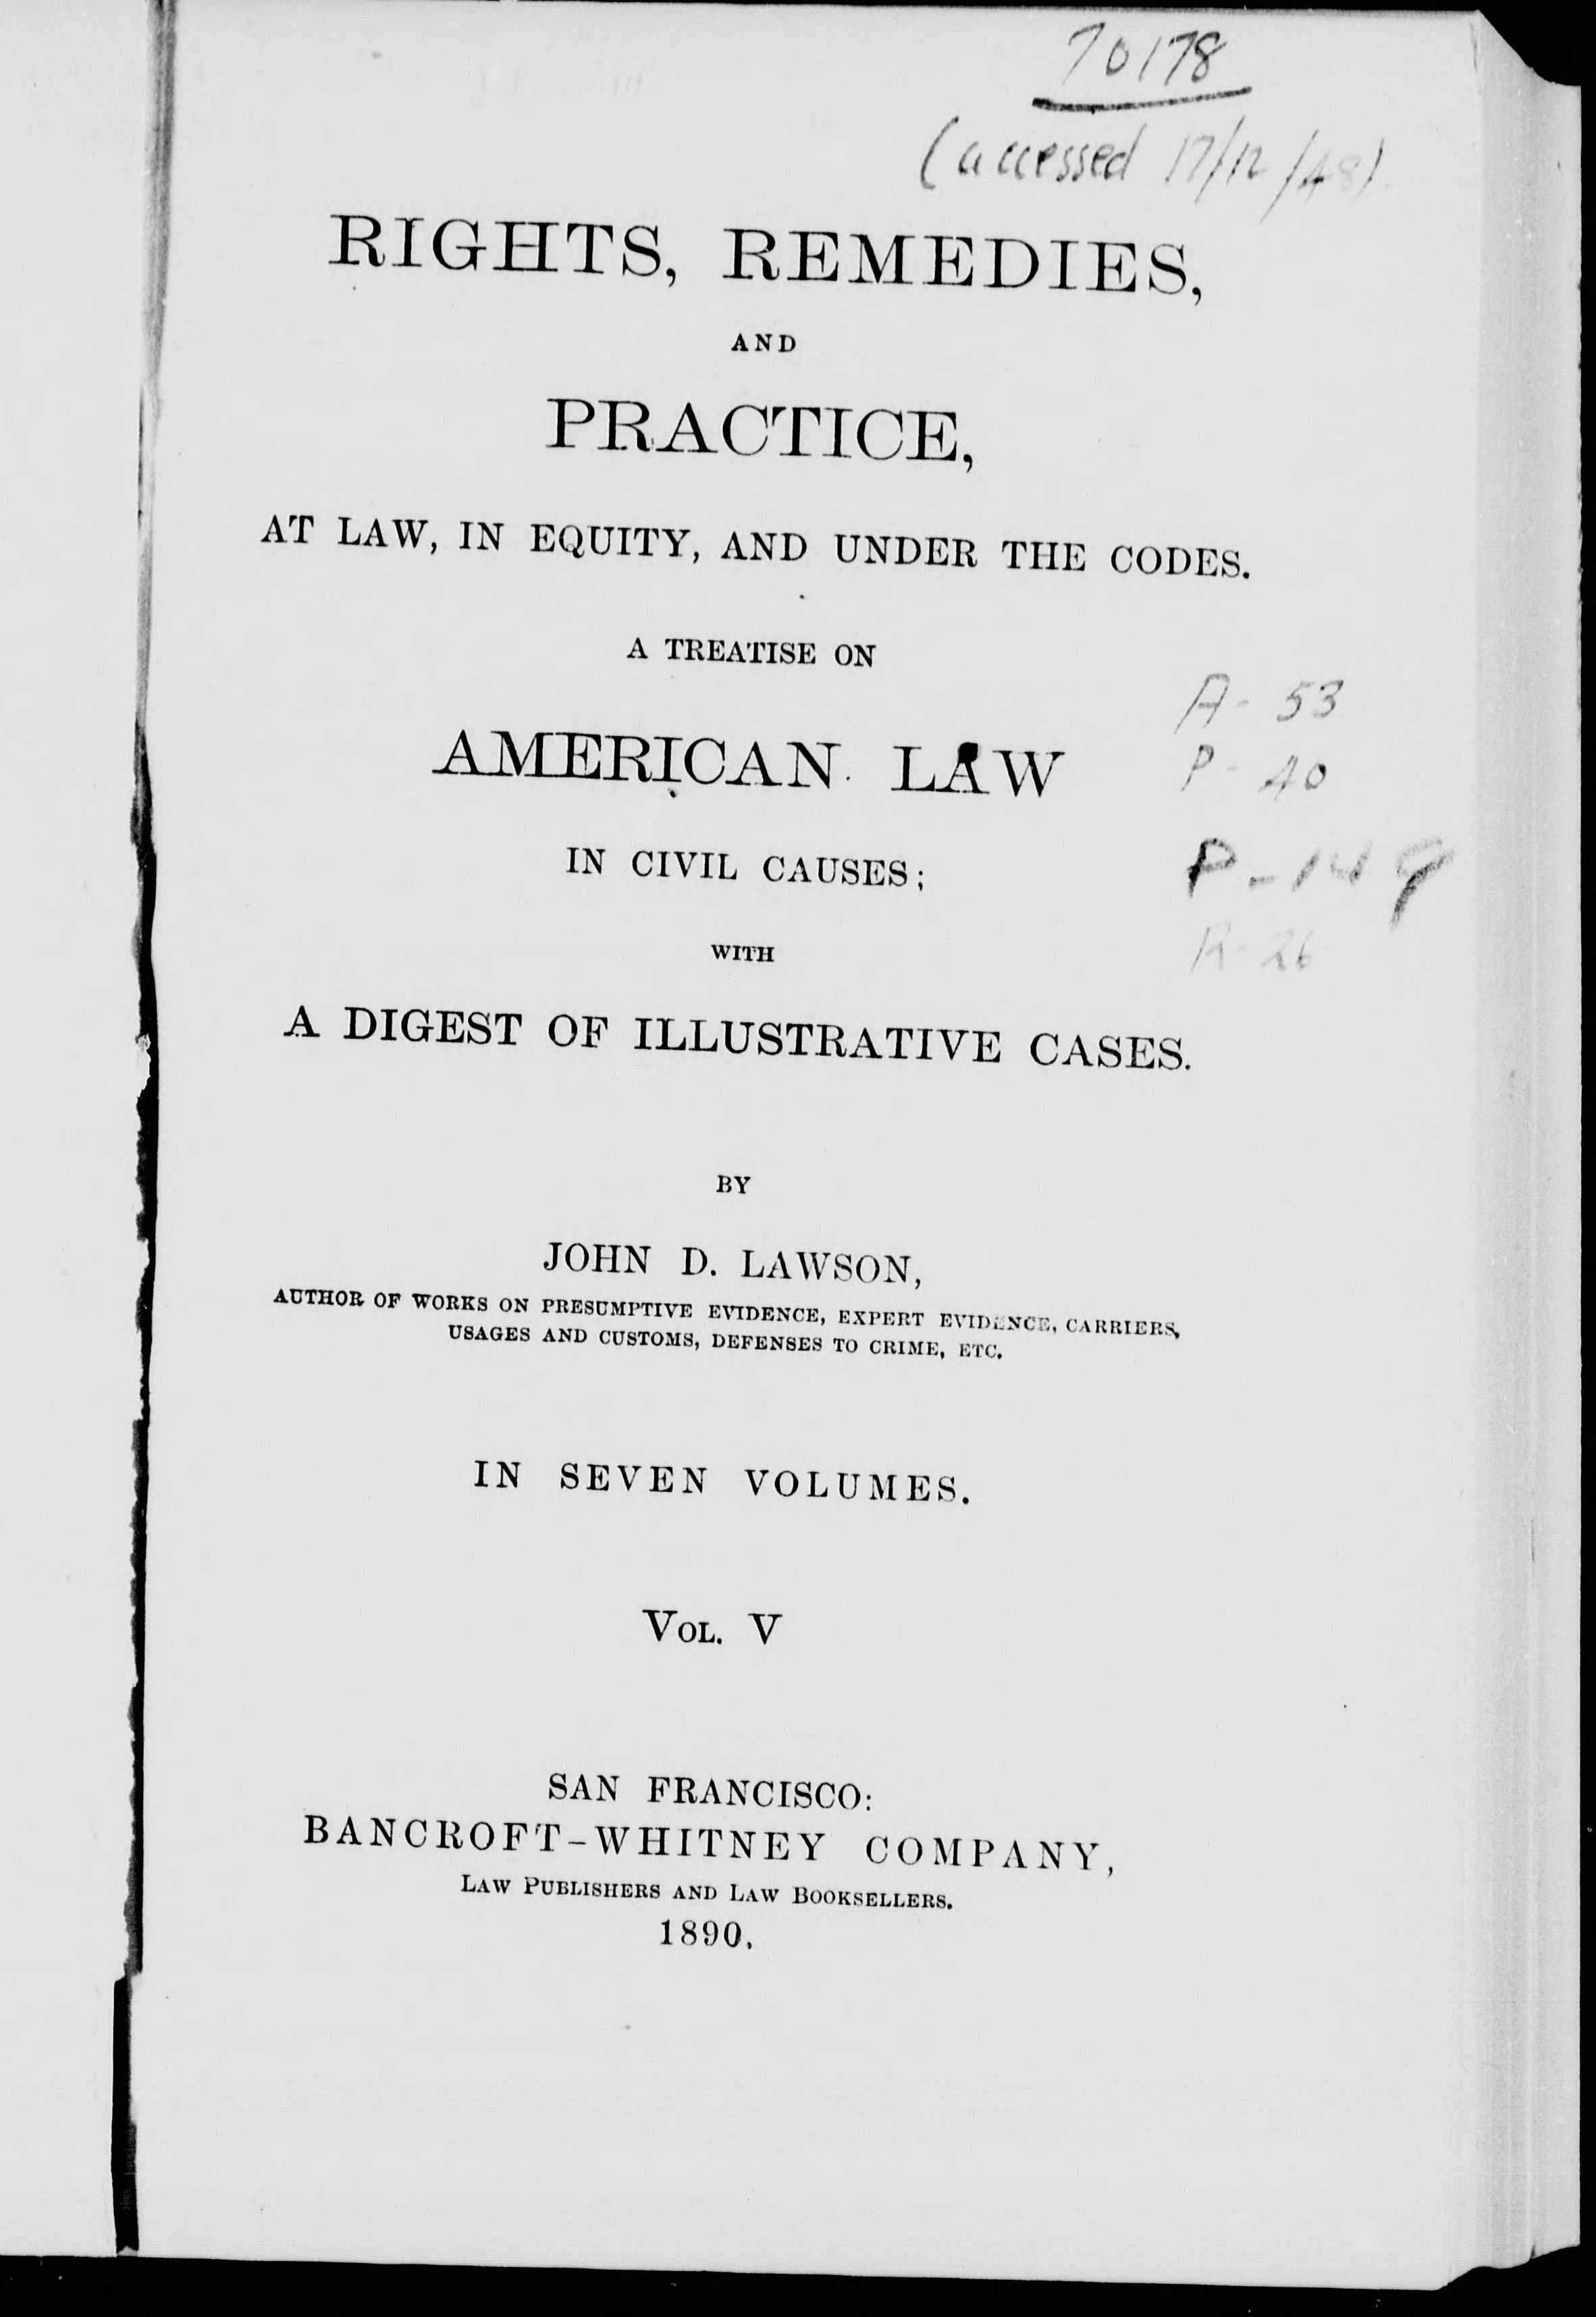 70178
(accessed 17/12/48)
RIGHTS, REMEDIES,
AND
PRACTICE,
AT LAW, IN EQUITY, AND UNDER THE CODES.
A TREATISE ON
A - 53
AMERICAN LAW
P - 40
IN CIVIL CAUSES;
P - 149
WITH
R - 26
A DIGEST OF ILLUSTRATIVE CASES.
BY
JOHN D. LAWSON,
AUTHOR OF WORKS ON PRESUMPTIVE EVIDENCE, EXPERT EVIDENCE, CARRIERS,
USAGES AND CUSTOMS, DEFENSES TO CRIME, ETC.
IN SEVEN VOLUMES.
VOL. V
SAN FRANCISCO:
BANCROFT-WHITNEY COMPANY,
LAW PUBLISHERS AND LAW BOOKSELLERS.
1890.